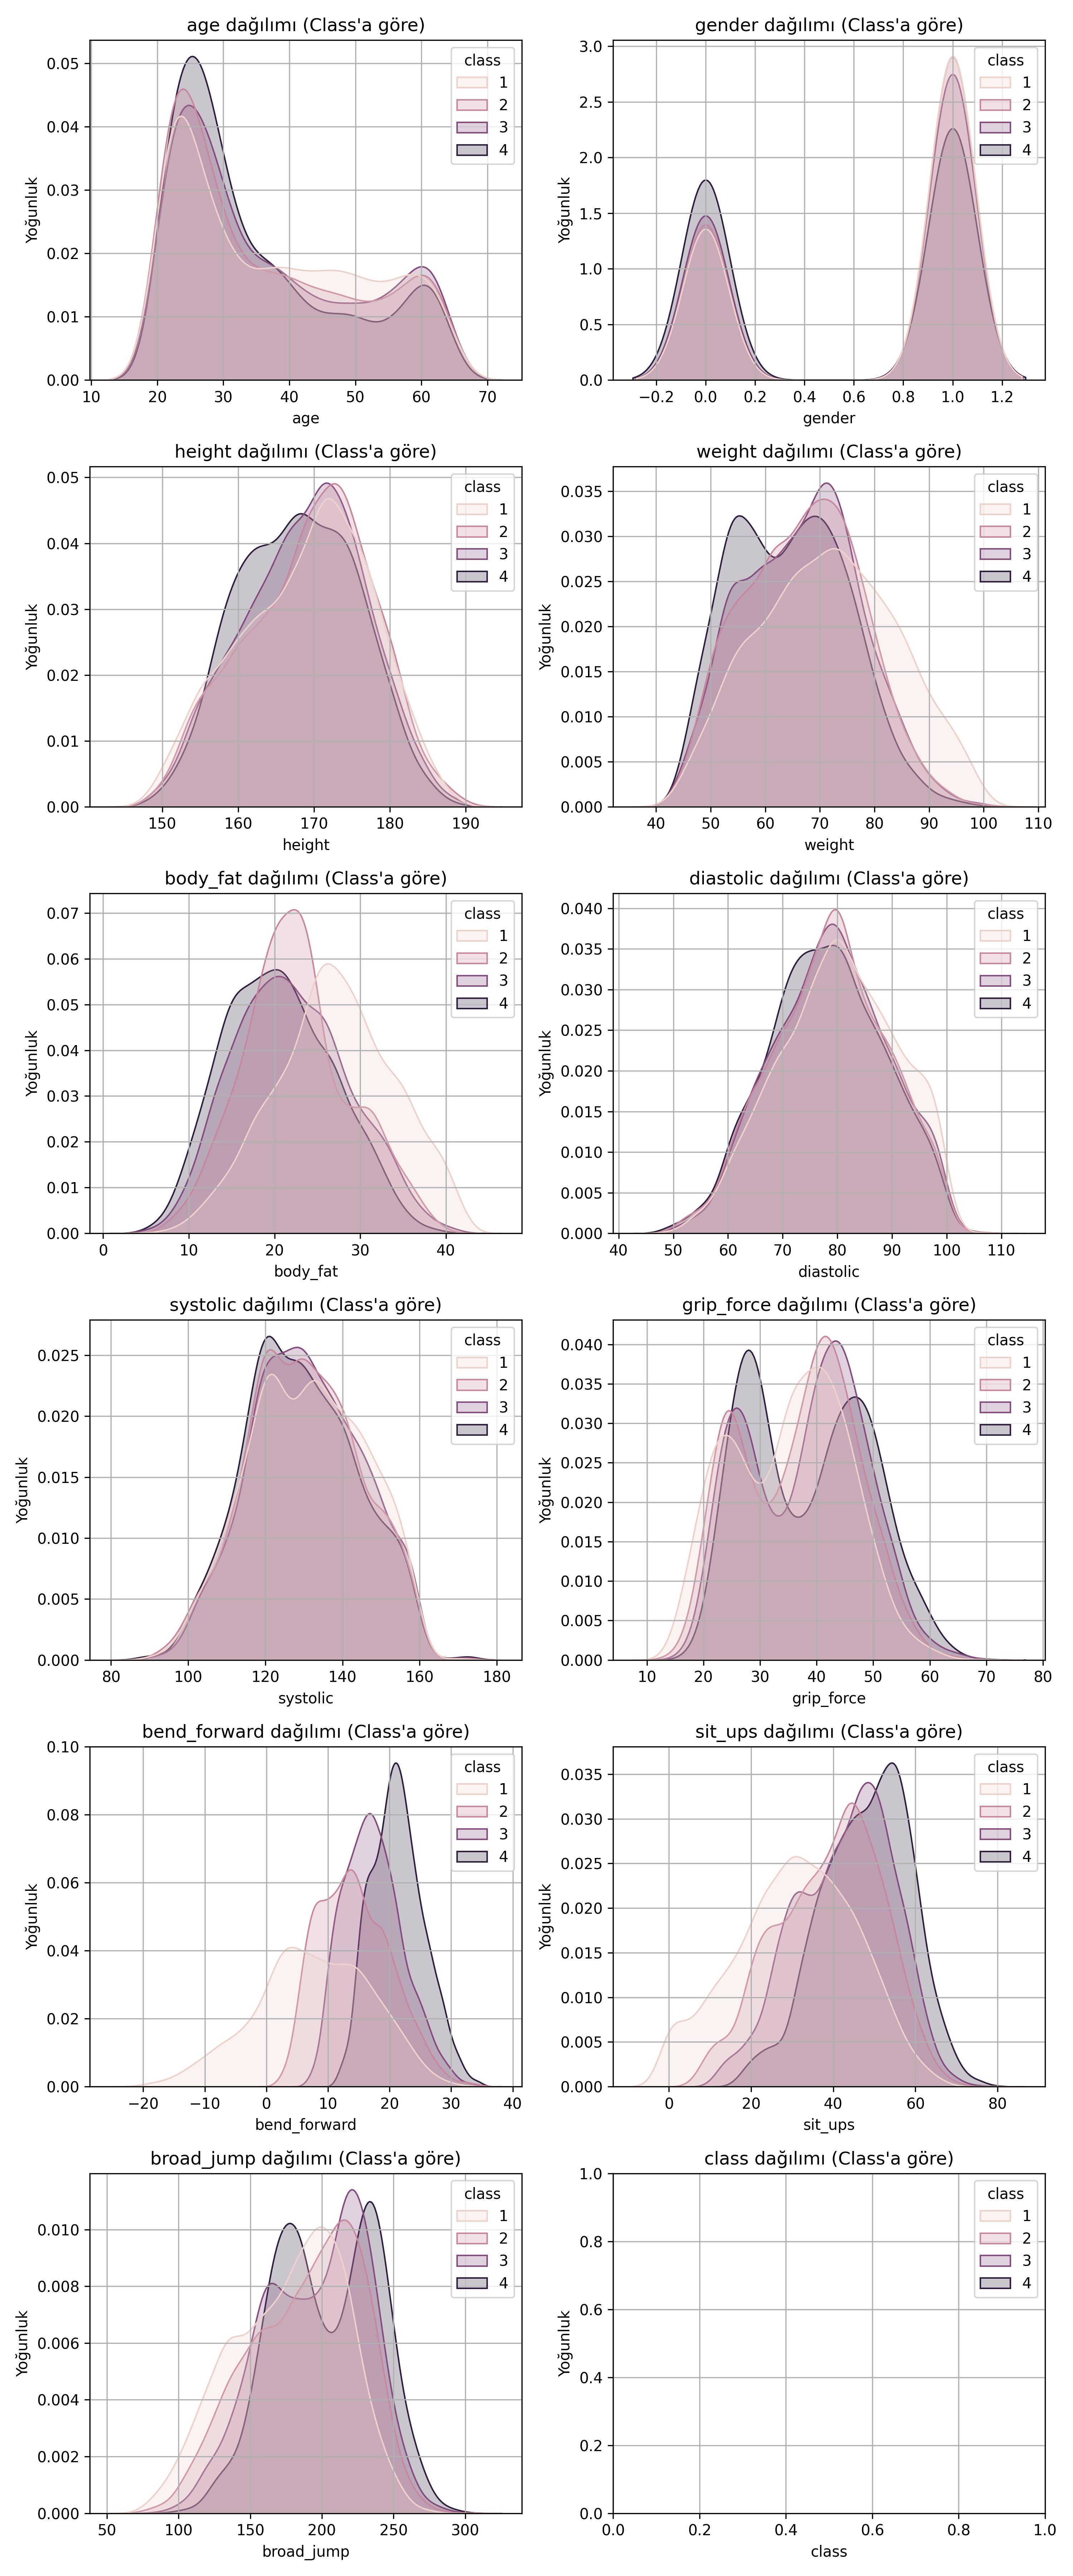 age dağılımı (Class'a göre)
class
1
2
3
4
Yoğunluk
0.05
0.04
0.03
0.02
0.01
0.00
10 20 30 40 50 60 70
age
gender dağılımı (Class'a göre)
class
1
2
3
4
Yoğunluk
3.0
2.5
2.0
1.5
1.0
0.5
0.0
−0.2 0.0 0.2 0.4 0.6 0.8 1.0 1.2
gender
height dağılımı (Class'a göre)
class
1
2
3
4
Yoğunluk
0.05
0.04
0.03
0.02
0.01
0.00
150 160 170 180 190
height
weight dağılımı (Class'a göre)
class
1
2
3
4
Yoğunluk
0.035
0.030
0.025
0.020
0.015
0.010
0.005
0.000
40 50 60 70 80 90 100 110
weight
body_fat dağılımı (Class'a göre)
class
1
2
3
4
Yoğunluk
0.07
0.06
0.05
0.04
0.03
0.02
0.01
0.00
0 10 20 30 40
body_fat
diastolic dağılımı (Class'a göre)
class
1
2
3
4
Yoğunluk
0.040
0.035
0.030
0.025
0.020
0.015
0.010
0.005
0.000
40 50 60 70 80 90 100 110
diastolic
systolic dağılımı (Class'a göre)
class
1
2
3
4
Yoğunluk
0.025
0.020
0.015
0.010
0.005
0.000
80 100 120 140 160 180
systolic
grip_force dağılımı (Class'a göre)
class
1
2
3
4
Yoğunluk
0.040
0.035
0.030
0.025
0.020
0.015
0.010
0.005
0.000
10 20 30 40 50 60 70 80
grip_force
bend_forward dağılımı (Class'a göre)
class
1
2
3
4
Yoğunluk
0.10
0.08
0.06
0.04
0.02
0.00
−20 −10 0 10 20 30 40
bend_forward
sit_ups dağılımı (Class'a göre)
class
1
2
3
4
Yoğunluk
0.035
0.030
0.025
0.020
0.015
0.010
0.005
0.000
0 20 40 60 80
sit_ups
broad_jump dağılımı (Class'a göre)
class
1
2
3
4
Yoğunluk
0.010
0.008
0.006
0.004
0.002
0.000
50 100 150 200 250 300
broad_jump
class dağılımı (Class'a göre)
class
1
2
3
4
Yoğunluk
1.0
0.8
0.6
0.4
0.2
0.0
0.0 0.2 0.4 0.6 0.8 1.0
class